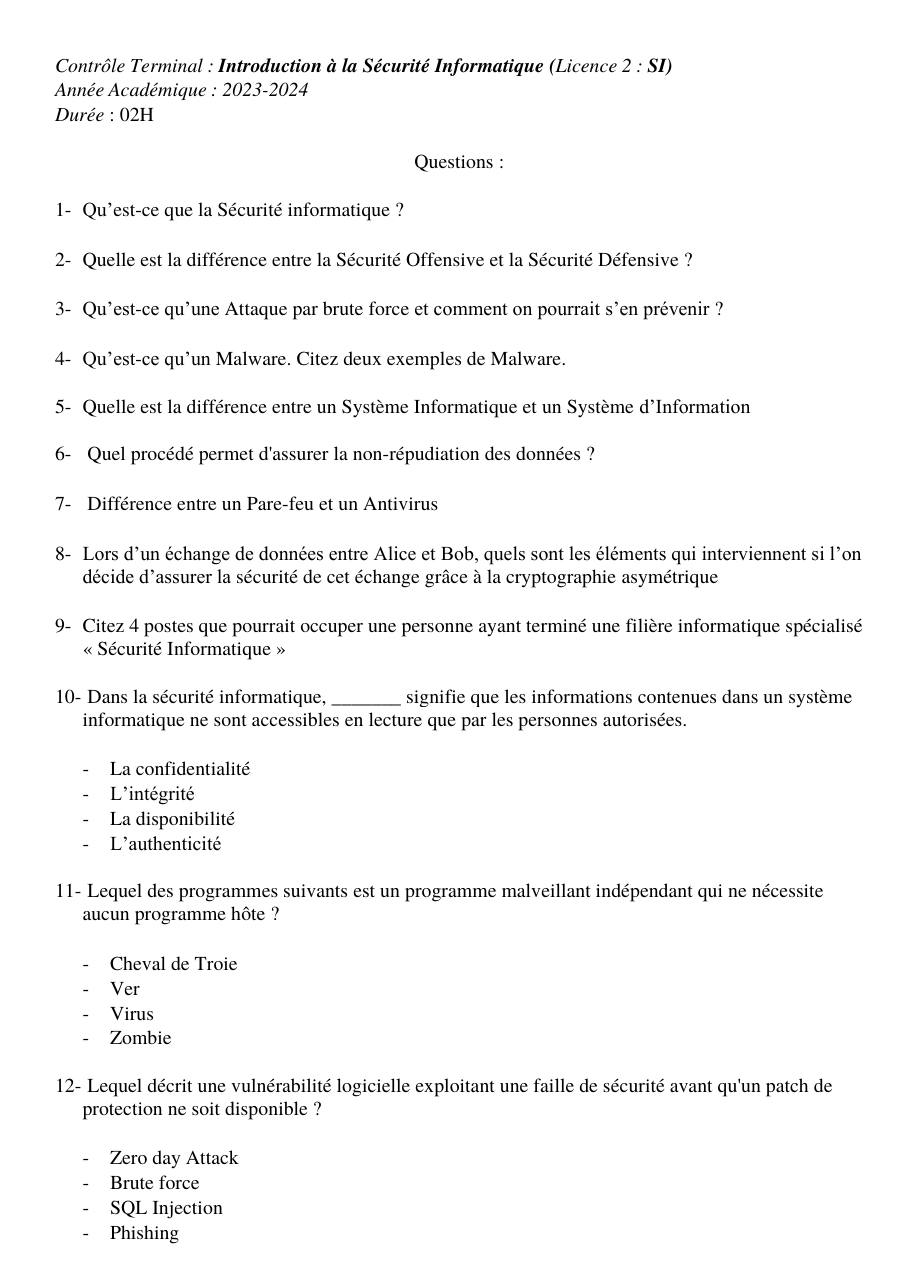 Contrôle Terminal : Introduction à la Sécurité Informatique (Licence 2 : SI)
Année Académique : 2023-2024
Durée : 02H
Questions :
1- Qu’est-ce que la Sécurité informatique ?
2- Quelle est la différence entre la Sécurité Offensive et la Sécurité Défensive ?
3- Qu’est-ce qu’une Attaque par brute force et comment on pourrait s’en prévenir ?
4- Qu’est-ce qu’un Malware. Citez deux exemples de Malware.
5- Quelle est la différence entre un Système Informatique et un Système d’Information
6- Quel procédé permet d'assurer la non-répudiation des données ?
7- Différence entre un Pare-feu et un Antivirus
8- Lors d’un échange de données entre Alice et Bob, quels sont les éléments qui interviennent si l’on
décide d’assurer la sécurité de cet échange grâce à la cryptographie asymétrique
9- Citez 4 postes que pourrait occuper une personne ayant terminé une filière informatique spécialisé
« Sécurité Informatique »
10- Dans la sécurité informatique, _______ signifie que les informations contenues dans un système
informatique ne sont accessibles en lecture que par les personnes autorisées.
- La confidentialité
- L’intégrité
- La disponibilité
- L’authenticité
11- Lequel des programmes suivants est un programme malveillant indépendant qui ne nécessite
aucun programme hôte ?
- Cheval de Troie
- Ver
- Virus
- Zombie
12- Lequel décrit une vulnérabilité logicielle exploitant une faille de sécurité avant qu'un patch de
protection ne soit disponible ?
- Zero day Attack
- Brute force
- SQL Injection
- Phishing